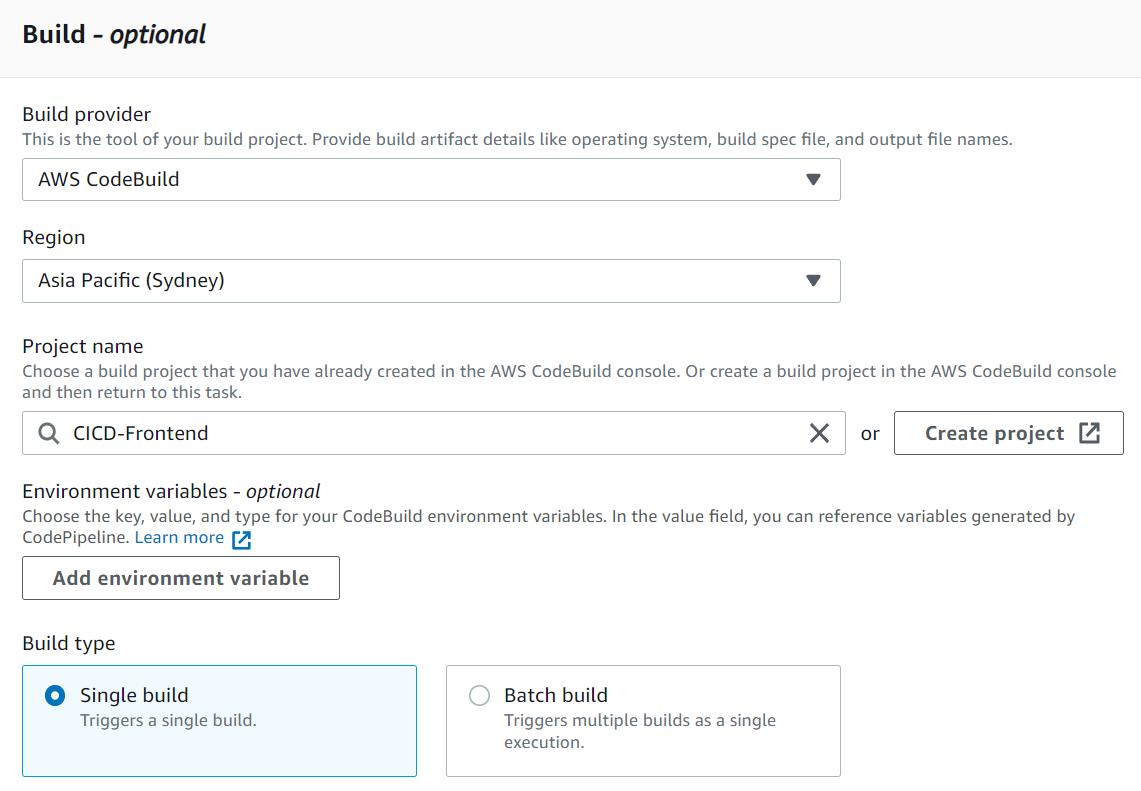 Build - optional
Build provider
This is the tool of your build project. Provide build artifact details like operating system, build spec file, and output file names.
AWS CodeBuild
Region
Asia Pacific (Sydney)
Project name
Choose a build project that you have already created in the AWS CodeBuild console. Or create a build project in the AWS CodeBuild console
and then return to this task.
CICD-Frontend
or
Create project
Environment variables - optional
Choose the key, value, and type for your CodeBuild environment variables. In the value field, you can reference variables generated by
CodePipeline. Learn more
Add environment variable
Build type
Single build
Triggers a single build.
Batch build
Triggers multiple builds as a single
execution.